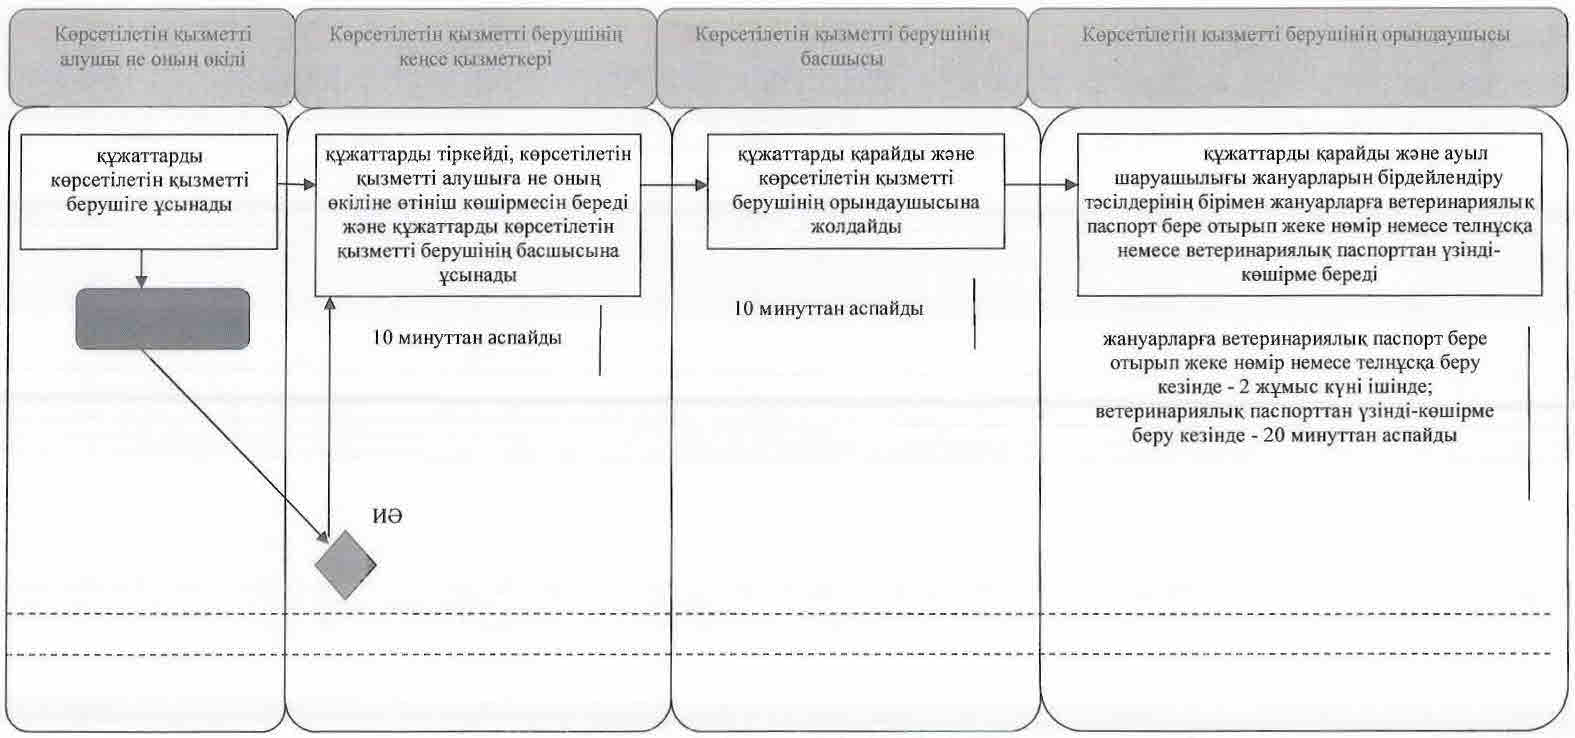 Көрсетілетін қызметті
алушы не оның өкілі
Көрсетілетін қызметті берушінің
кеңсе қызметкері
Көрсетілетін қызметті берушінің
басшысы
Көрсетілетін қызметті берушінің орындаушысы
құжаттарды
көрсетілетін қызметті
берушіге ұсынады
құжаттарды тіркейді, көрсетілетін
қызметті алушыға не оның
өкіліне өтініш көшірмесін береді
және құжаттарды көрсетілетін
қызметті берушінің басшысына
ұсынады
10 минуттан аспайды
ИӘ
құжаттарды қарайды және
көрсетілетін қызметті
берушінің орындаушысына
жолдайды
10 минуттан аспайды
құжаттарды қарайды және ауыл
шаруашылығы жануарларын бірдейлендіру
тәсілдерінің бірімен жануарларға ветеринариялық
паспорт бере отырып жеке нөмір немесе телнұсқа
немесе ветеринариялық паспорттан үзінді-
көшірме береді
жануарларға ветеринариялық паспорт бере
отырып жеке нөмір немесе телнұсқа беру
кезінде - 2 жұмыс күні ішінде;
ветеринариялық паспорттан үзінді-көшірме
беру кезінде - 20 минуттан аспайды